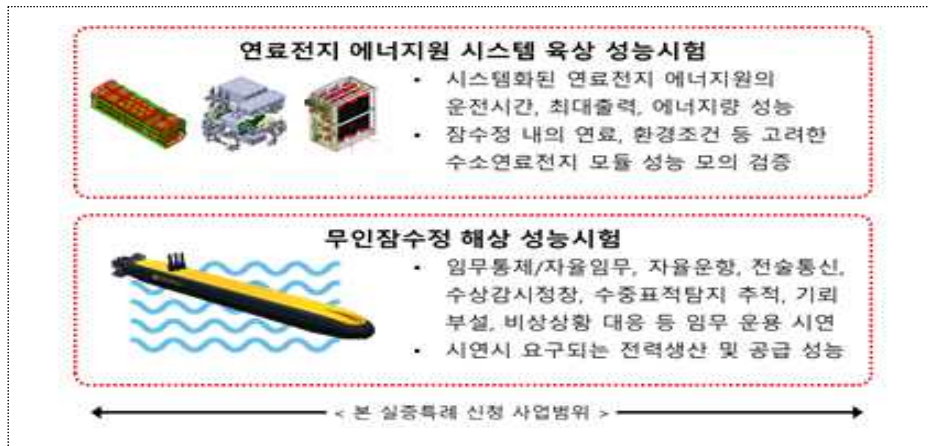 연료전지 에너지원 시스템 육상 성능시험
• 시스템화된 연료전지 에너지원의
운전시간, 최대출력, 에너지량 성능
• 잠수정 내의 연료, 환경조건 등 고려한
수소연료전지 모듈 성능 모의 검증
무인잠수정 해상 성능시험
• 임무통제/자율임무, 자율운항, 전술통신,
수상감시정찰, 수중표적탐지 추적, 기뢰
부설, 비상상황 대응 등 임무 운용 시연
• 시연시 요구되는 전력생산 및 공급 성능
< 본 실증특례 신청 사업범위 >